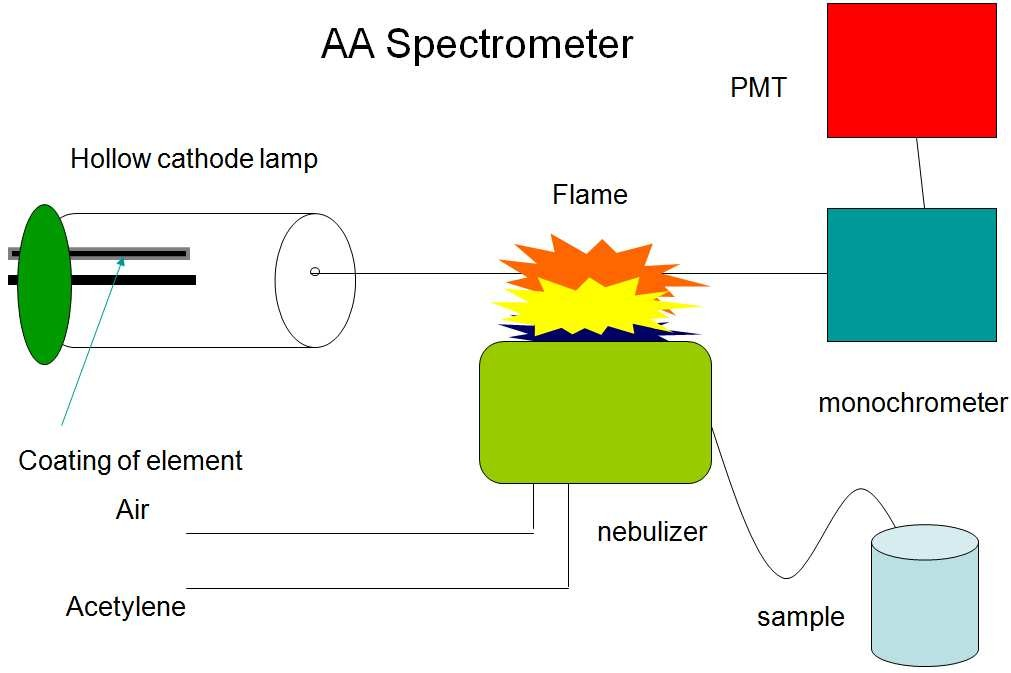 AA Spectrometer
PMT
Hollow cathode lamp
Flame
monochrometer
Coating of element
Air
nebulizer
Acetylene
sample